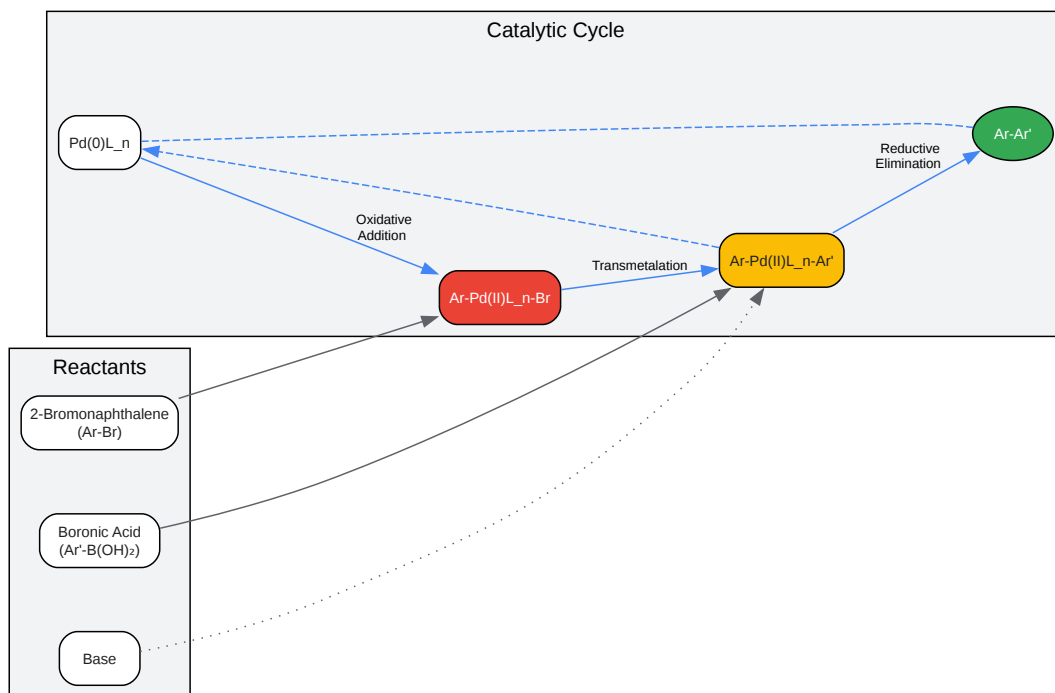 Catalytic Cycle
Pd(0)L_n
Ar-Ar'
Reductive
Elimination
Oxidative
Addition
Ar-Pd(II)L_n-Ar'
Transmetalation
Ar-Pd(II)L_n-Br
Reactants
2-Bromonaphthalene
(Ar-Br)
Boronic Acid
(Ar'-B(OH)₂)
Base